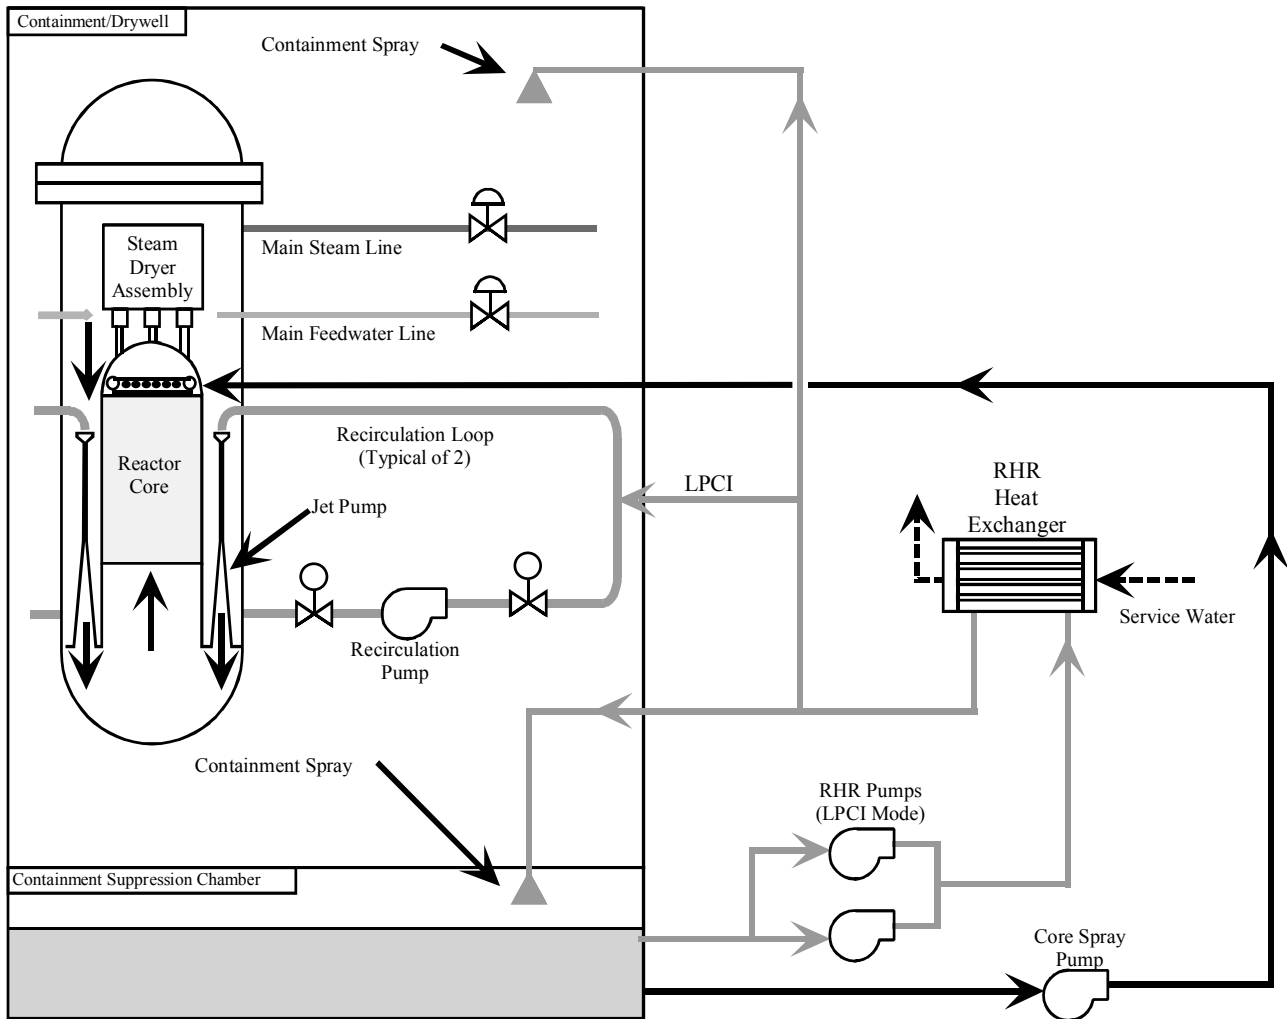 Containment/Drywell
Containment Spray
Steam
Dryer
Assembly
Main Steam Line
Main Feedwater Line
Recirculation Loop
(Typical of 2)
Reactor
Core
LPCI
RHR
Heat
Exchanger
Jet Pump
Service Water
Recirculation
Pump
Containment Spray
RHR Pumps
(LPCI Mode)
Containment Suppression Chamber
Core Spray
Pump